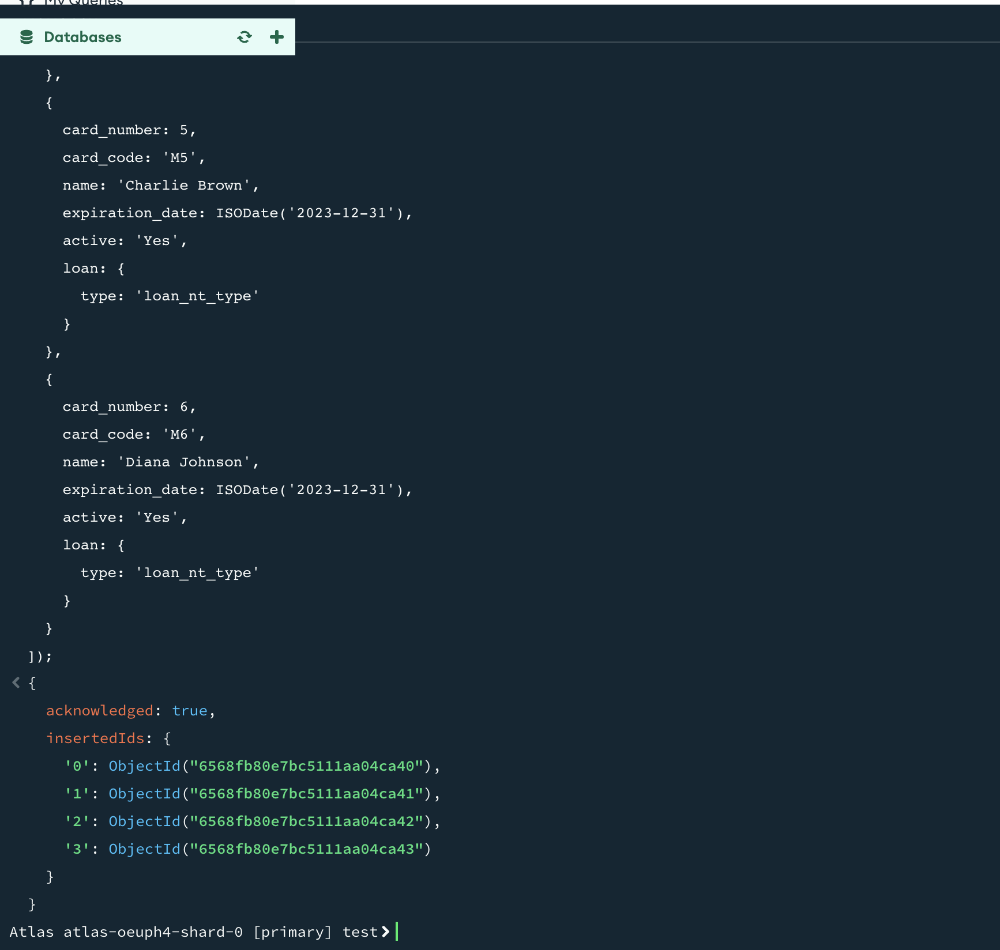 My Queries
Databases
},
{
card_number: 5,
card_code: 'M5',
name: 'Charlie Brown',
expiration_date: ISODate('2023-12-31'),
active: 'Yes',
loan: {
type: 'loan_nt_type'
}
},
{
card_number: 6,
card_code: 'M6',
name: 'Diana Johnson',
expiration_date: ISODate('2023-12-31'),
active: 'Yes',
loan: {
type: 'loan_nt_type'
}
}
]);
{
acknowledged: true,
insertedIds: {
'0': ObjectId("6568fb80e7bc5111aa04ca40"),
'1': ObjectId("6568fb80e7bc5111aa04ca41"),
'2': ObjectId("6568fb80e7bc5111aa04ca42"),
'3': ObjectId("6568fb80e7bc5111aa04ca43")
}
}
Atlas atlas-oeuph4-shard-0 [primary] test>